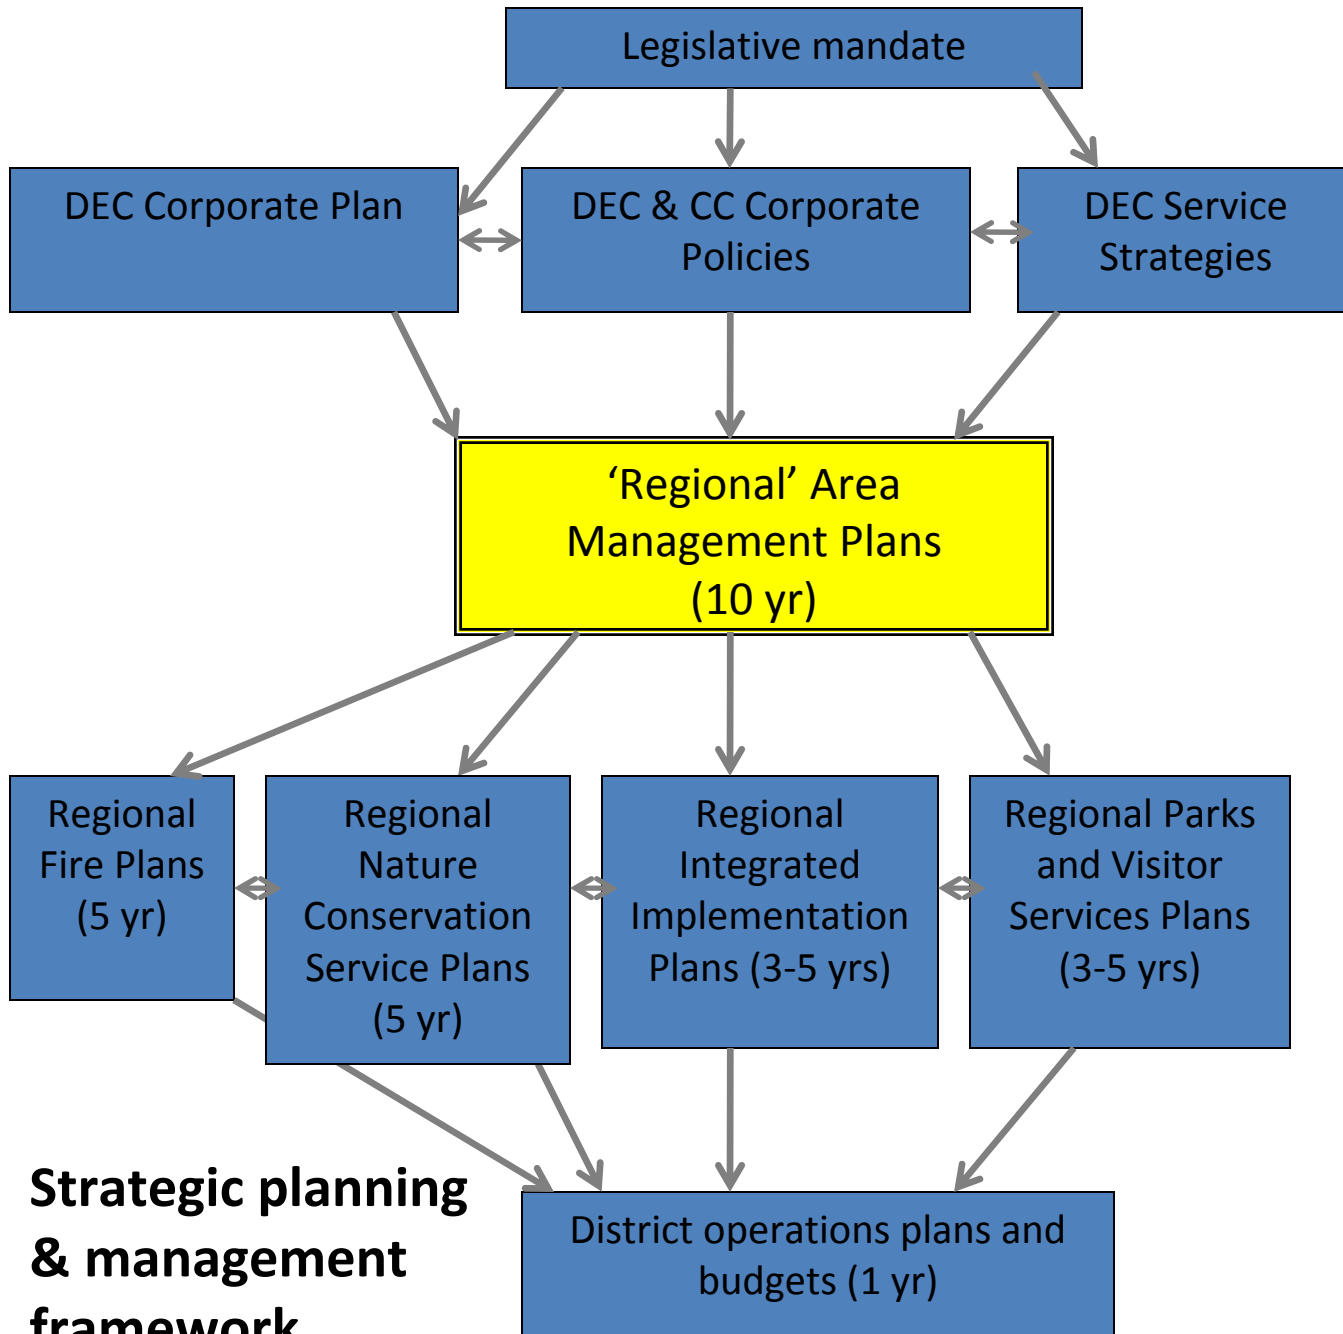 Legislative mandate
DEC Corporate Plan
DEC & CC Corporate
Policies
DEC Service
Strategies
‘Regional’ Area
Management Plans
(10 yr)
Regional
Fire Plans
(5 yr)
Regional
Nature
Conservation
Service Plans
(5 yr)
Regional
Integrated
Implementation
Plans (3-5 yrs)
Regional Parks
and Visitor
Services Plans
(3-5 yrs)
Strategic planning
& management
framework
District operations plans and
budgets (1 yr)